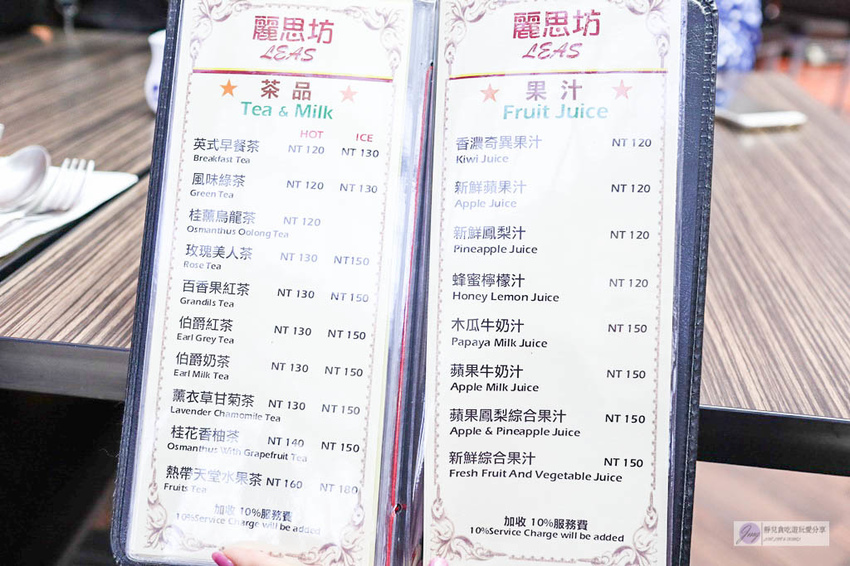 麗思坊
LEAS
茶品
Tea & Milk
HOT ICE
英式早餐茶 NT 120 NT 130
Breakfast Tea
風味綠茶 NT 120 NT 130
Green Tea
桂薰烏龍茶 NT 120
Osmanthus Oolong Tea
玫瑰美人茶 NT 130 NT150
Rose Tea
百香果紅茶 NT 130 NT 150
Grandils Tea
伯爵紅茶 NT 130 NT 150
Earl Grey Tea
伯爵奶茶 NT 130 NT 150
Earl Milk Tea
薰衣草甘菊茶 NT 130 NT 150
Lavender Chamomile Tea
桂花香柚茶 NT 140 NT 150
Osmanthus With Grapefruit Tea
熱帶天堂水果茶 NT 160 NT 180
Fruits Tea
加收 10%服務費
10%Service Charge will be added
麗思坊
LEAS
果汁
Fruit Juice
香濃奇異果汁 NT 120
Kiwi Juice
新鮮蘋果汁 NT 120
Apple Juice
新鮮鳳梨汁 NT 120
Pineapple Juice
蜂蜜檸檬汁 NT 120
Honey Lemon Juice
木瓜牛奶汁 NT 150
Papaya Milk Juice
蘋果牛奶汁 NT 150
Apple Milk Juice
蘋果鳳梨綜合果汁 NT 150
Apple & Pineapple Juice
新鮮綜合果汁 NT 150
Fresh Fruit And Vegetable Juice
加收 10%服務費
10%Service Charge will be added
靜兒貪吃遊玩愛分享